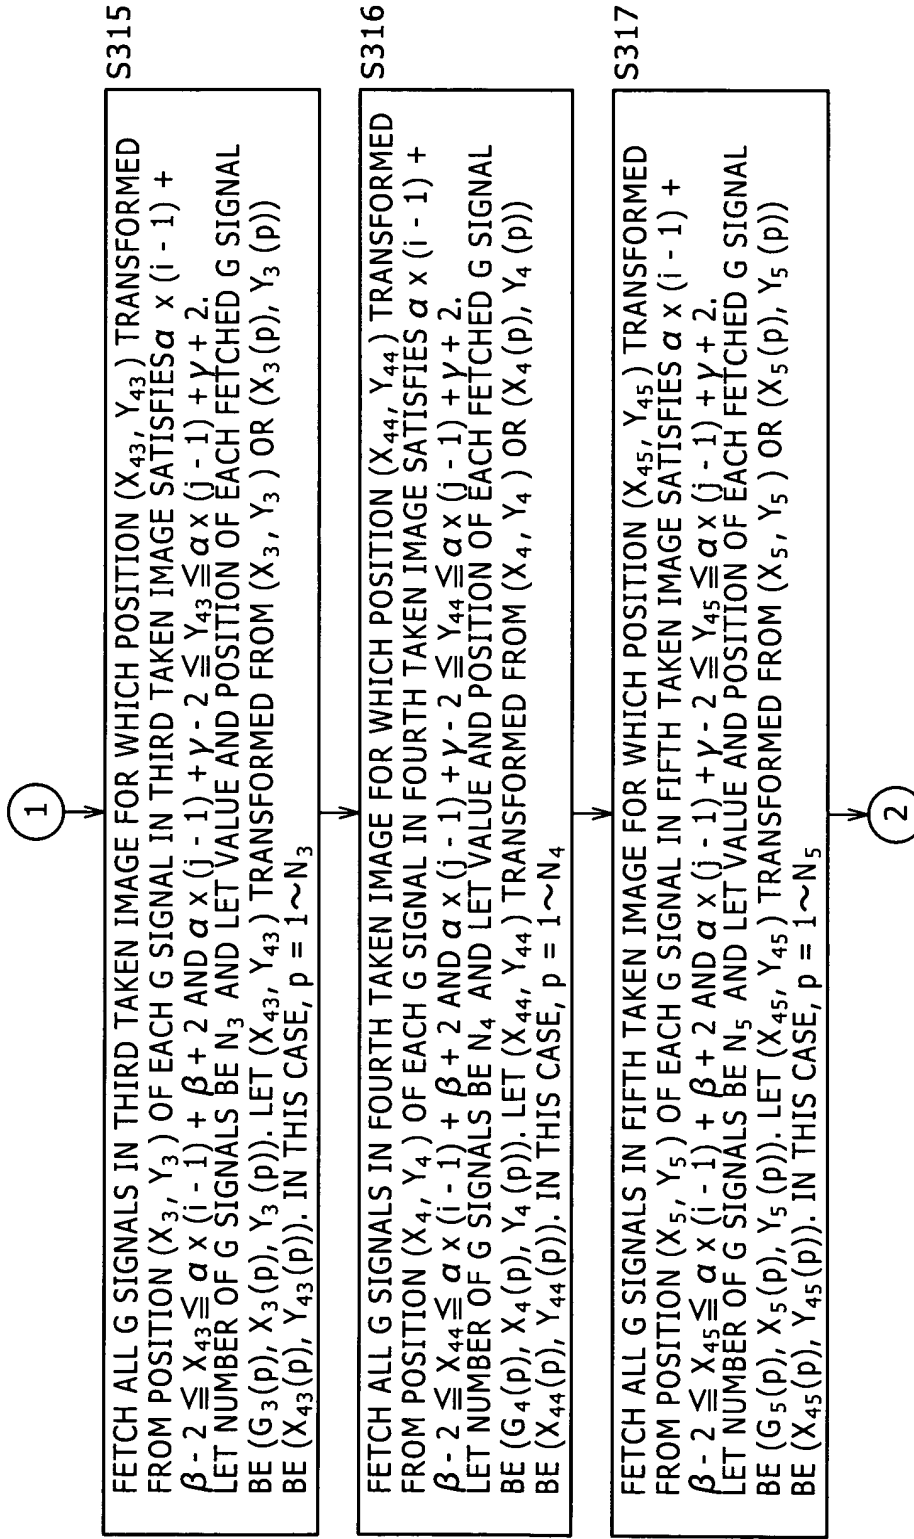 1
S315
FETCH ALL G SIGNALS IN THIRD TAKEN IMAGE FOR WHICH POSITION (X₄₃, Y₄₃) TRANSFORMED
FROM POSITION (X₃, Y₃) OF EACH G SIGNAL IN THIRD TAKEN IMAGE SATISFIES α x (i - 1) +
β - 2 ≦ X₄₃ ≦ α x (i - 1) + β + 2 AND α x (j - 1) + γ - 2 ≦ Y₄₃ ≦ α x (j - 1) + γ + 2.
LET NUMBER OF G SIGNALS BE N₃ AND LET VALUE AND POSITION OF EACH FETCHED G SIGNAL
BE (G₃(p), X₃(p), Y₃(p)). LET (X₄₃, Y₄₃) TRANSFORMED FROM (X₃, Y₃) OR (X₃(p), Y₃(p))
BE (X₄₃(p), Y₄₃(p)). IN THIS CASE, p = 1~N₃
S316
FETCH ALL G SIGNALS IN FOURTH TAKEN IMAGE FOR WHICH POSITION (X₄₄, Y₄₄) TRANSFORMED
FROM POSITION (X₄, Y₄) OF EACH G SIGNAL IN FOURTH TAKEN IMAGE SATISFIES α x (i - 1) +
β - 2 ≦ X₄₄ ≦ α x (i - 1) + β + 2 AND α x (j - 1) + γ - 2 ≦ Y₄₄ ≦ α x (j - 1) + γ + 2.
LET NUMBER OF G SIGNALS BE N₄ AND LET VALUE AND POSITION OF EACH FETCHED G SIGNAL
BE (G₄(p), X₄(p), Y₄(p)). LET (X₄₄, Y₄₄) TRANSFORMED FROM (X₄, Y₄) OR (X₄(p), Y₄(p))
BE (X₄₄(p), Y₄₄(p)). IN THIS CASE, p = 1~N₄
S317
FETCH ALL G SIGNALS IN FIFTH TAKEN IMAGE FOR WHICH POSITION (X₄₅, Y₄₅) TRANSFORMED
FROM POSITION (X₅, Y₅) OF EACH G SIGNAL IN FIFTH TAKEN IMAGE SATISFIES α x (i - 1) +
β - 2 ≦ X₄₅ ≦ α x (i - 1) + β + 2 AND α x (j - 1) + γ - 2 ≦ Y₄₅ ≦ α x (j - 1) + γ + 2.
LET NUMBER OF G SIGNALS BE N₅ AND LET VALUE AND POSITION OF EACH FETCHED G SIGNAL
BE (G₅(p), X₅(p), Y₅(p)). LET (X₄₅, Y₄₅) TRANSFORMED FROM (X₅, Y₅) OR (X₅(p), Y₅(p))
BE (X₄₅(p), Y₄₅(p)). IN THIS CASE, p = 1~N₅
2